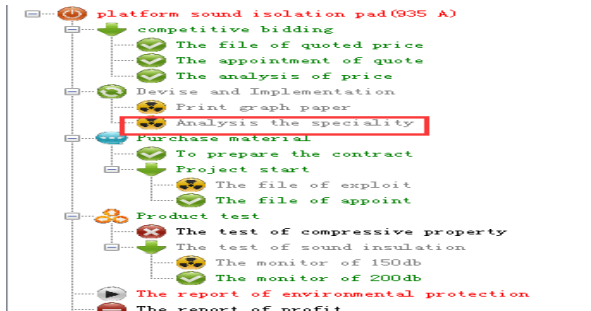 platform sound isolation pad(935 A)
competitive bidding
The file of quoted price
The appointment of quote
The analysis of price
Devise and Implementation
Print graph paper
Analysis the speciality
Purchase material
To prepare the contract
Project start
The file of exploit
The file of appoint
Product test
The test of compressive property
The test of sound insulation
The monitor of 150db
The monitor of 200db
The report of environmental protection
The report of profit